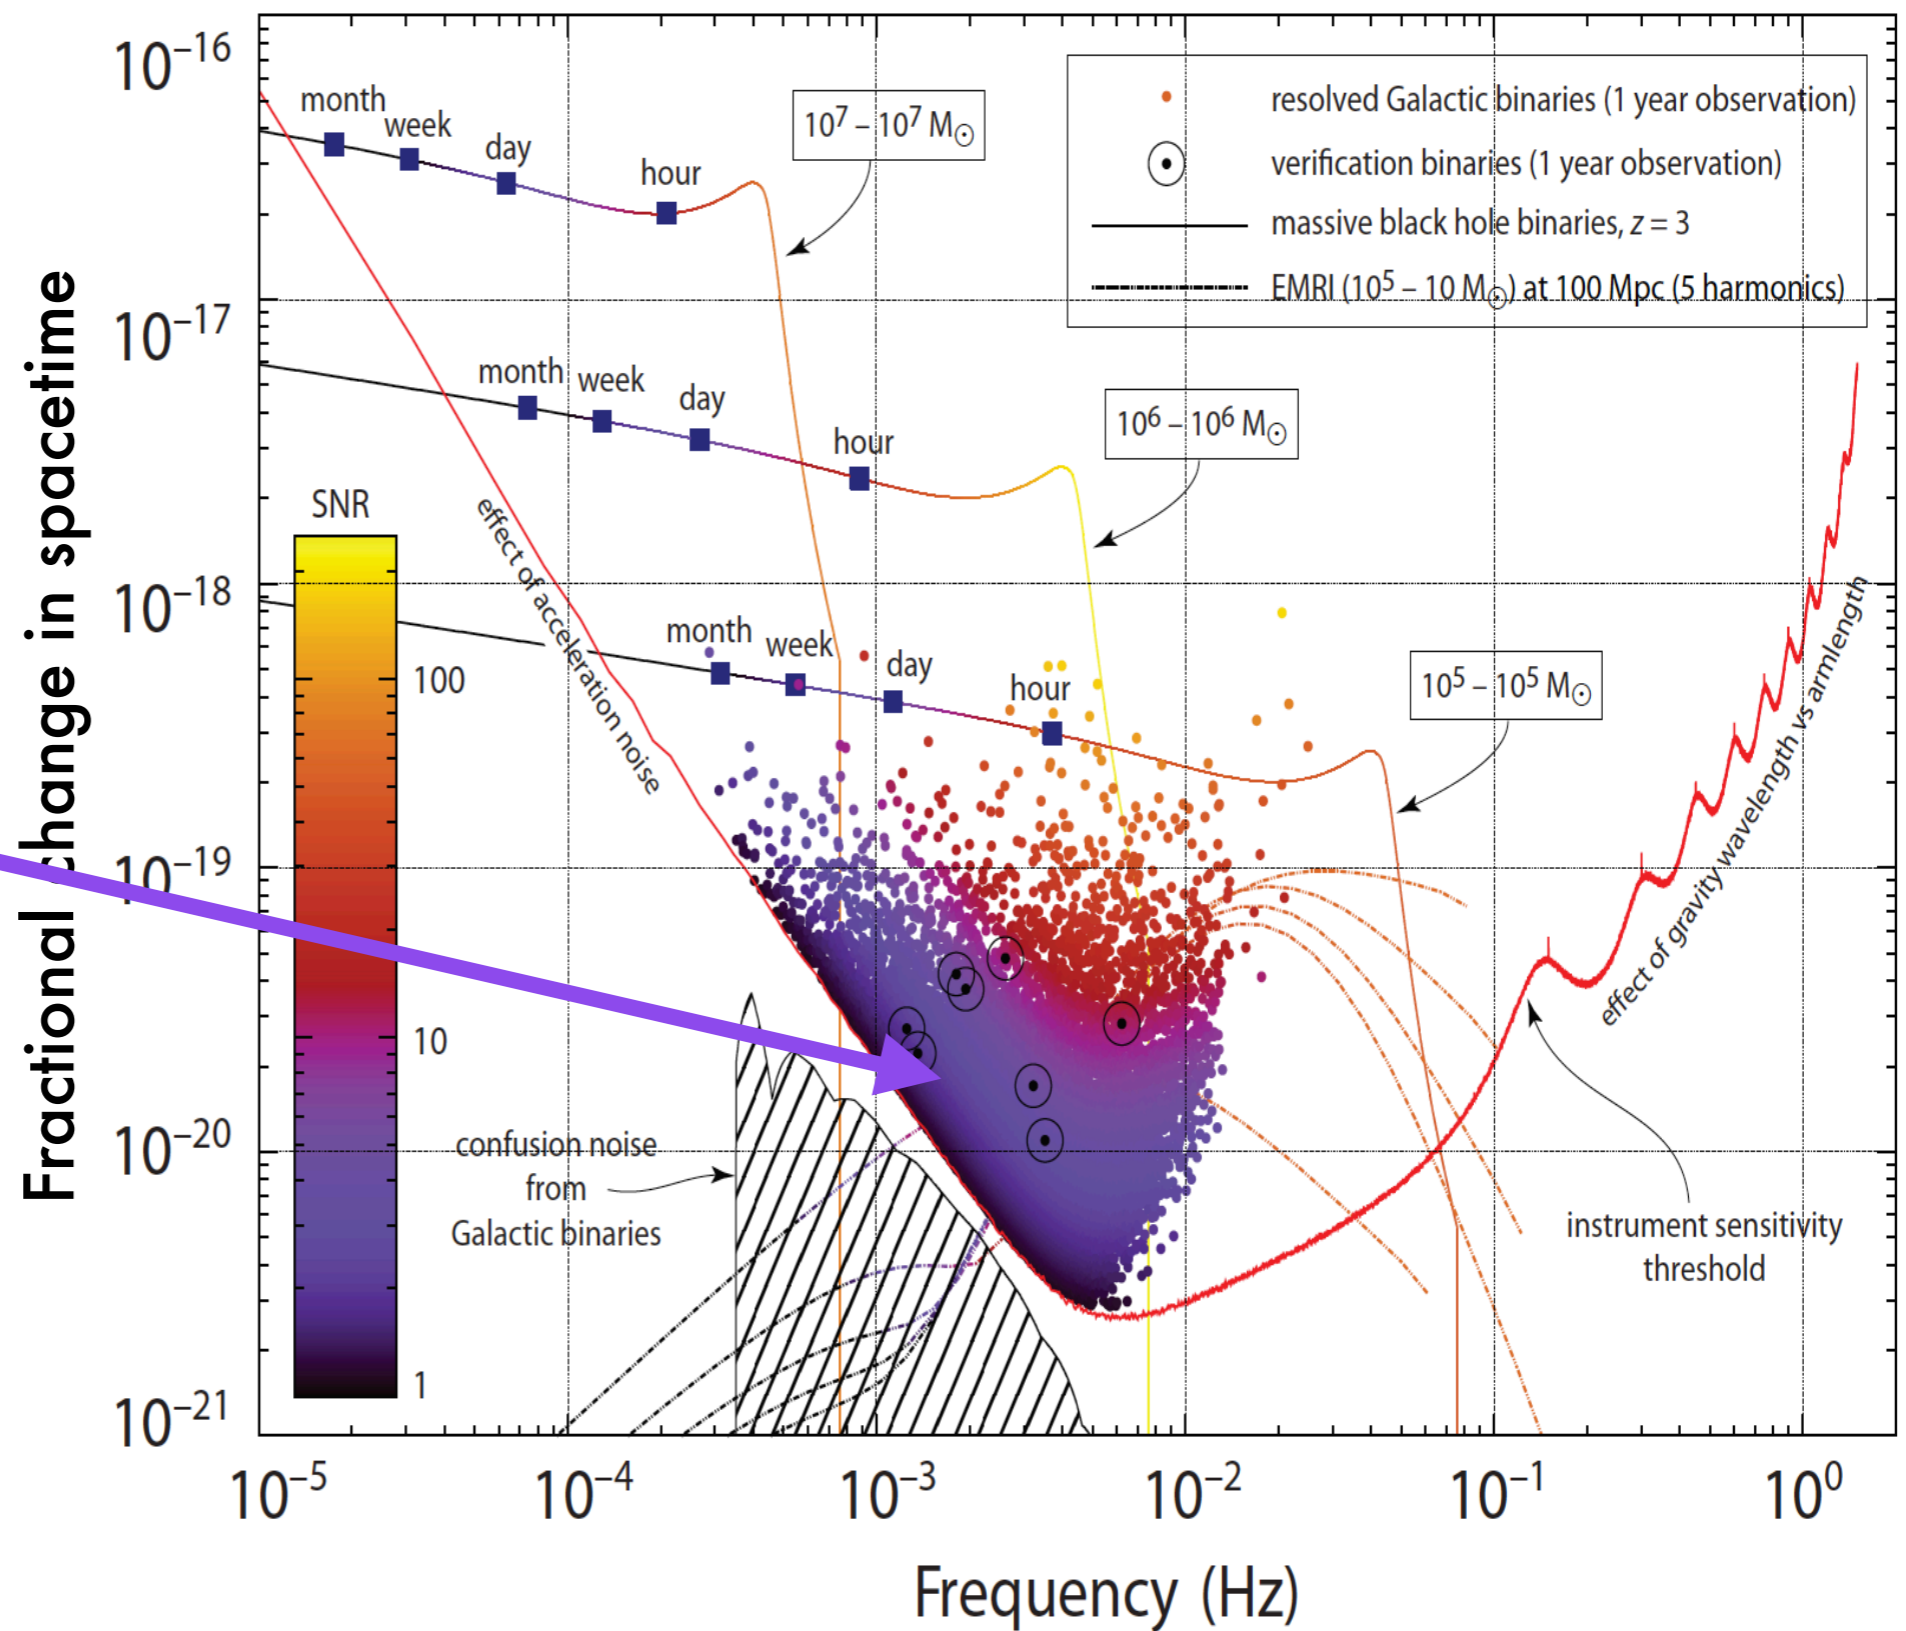 Fractional change in spacetime
10⁻¹⁶
10⁻¹⁷
10⁻¹⁸
10⁻¹⁹
10⁻²⁰
10⁻²¹
resolved Galactic binaries (1 year observation)
verification binaries (1 year observation)
massive black hole binaries, z = 3
EMRI (10⁵ – 10 M☉) at 100 Mpc (5 harmonics)
month
week
day
hour
10⁷ – 10⁷ M☉
month
week
day
hour
10⁶ – 10⁶ M☉
month
week
day
hour
10⁵ – 10⁵ M☉
SNR
100
10
1
effect of acceleration noise
effect of gravity wavelength vs armlength
confusion noise
from
Galactic binaries
instrument sensitivity
threshold
10⁻⁵
10⁻⁴
10⁻³
10⁻²
10⁻¹
10⁰
Frequency (Hz)